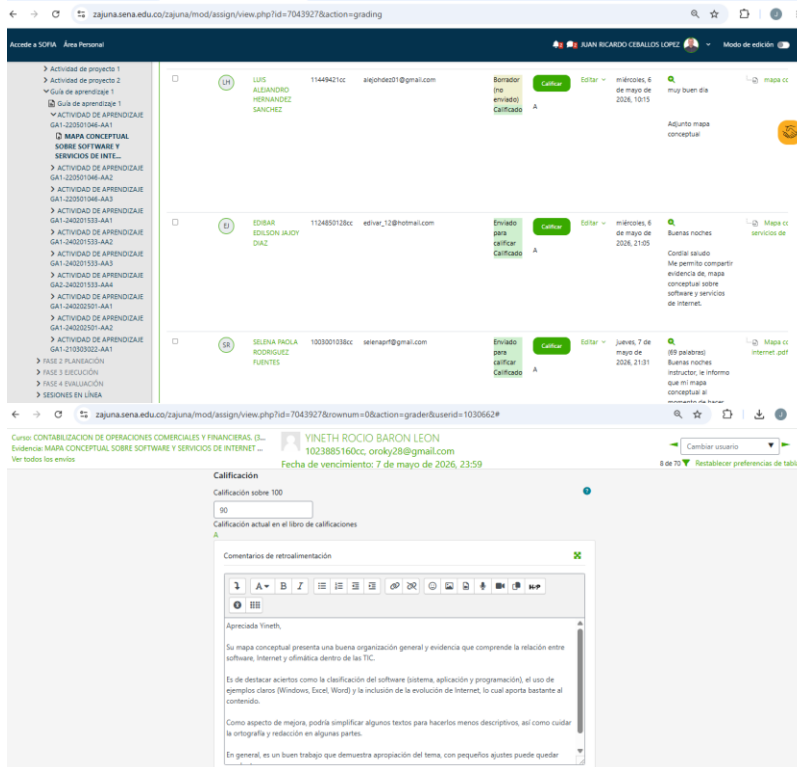 zajuna.sena.edu.co/zajuna/mod/assign/view.php?id=7043927&action=grading
Accede a SOFIA Área Personal
JUAN RICARDO CEBALLOS LOPEZ
Modo de edición
Actividad de proyecto 1
Actividad de proyecto 2
Guía de aprendizaje 1
Guía de aprendizaje 1
ACTIVIDAD DE APRENDIZAJE
GA1-220501046-AA1
MAPA CONCEPTUAL
SOBRE SOFTWARE Y
SERVICIOS DE INTE...
ACTIVIDAD DE APRENDIZAJE
GA1-220501046-AA2
ACTIVIDAD DE APRENDIZAJE
GA1-220501046-AA3
ACTIVIDAD DE APRENDIZAJE
GA1-240201533-AA1
ACTIVIDAD DE APRENDIZAJE
GA1-240201533-AA2
ACTIVIDAD DE APRENDIZAJE
GA1-240201533-AA3
ACTIVIDAD DE APRENDIZAJE
GA2-240201533-AA4
ACTIVIDAD DE APRENDIZAJE
GA1-240202501-AA1
ACTIVIDAD DE APRENDIZAJE
GA1-240202501-AA2
ACTIVIDAD DE APRENDIZAJE
GA1-210303022-AA1
FASE 2 PLANEACIÓN
FASE 3 EJECUCIÓN
FASE 4 EVALUACIÓN
SESIONES EN LÍNEA
LH
LUIS
ALEJANDRO
HERNANDEZ
SANCHEZ
11449421cc
alejohdez01@gmail.com
Borrador
(no
enviado)
Calificado
Calificar
A
Editar
miércoles, 6
de mayo de
2026, 10:15
muy buen día
Adjunto mapa
conceptual
mapa cc
EJ
EDIBAR
EDILSON JAJOY
DIAZ
1124850128cc
edivar_12@hotmail.com
Enviado
para
calificar
Calificado
Calificar
A
Editar
miércoles, 6
de mayo de
2026, 21:05
Buenas noches
Cordial saludo
Me permito compartir
evidencia de, mapa
conceptual sobre
software y servicios
de internet.
Mapa cc
servicios de
SR
SELENA PAOLA
RODRIGUEZ
FUENTES
1003001038cc
selenaprf@gmail.com
Enviado
para
calificar
Calificado
Calificar
A
Editar
jueves, 7 de
mayo de
2026, 21:31
(69 palabras)
Buenas noches
instructor, le informo
que mi mapa
conceptual al
momento de hacer
Mapa cc
internet.pdf
zajuna.sena.edu.co/zajuna/mod/assign/view.php?id=7043927&rownum=0&action=grader&userid=1030662#
Curso: CONTABILIZACION DE OPERACIONES COMERCIALES Y FINANCIERAS. (3...
Evidencia: MAPA CONCEPTUAL SOBRE SOFTWARE Y SERVICIOS DE INTERNET ...
Ver todos los envíos
YINETH ROCIO BARON LEON
1023885160cc, oroky28@gmail.com
Fecha de vencimiento: 7 de mayo de 2026, 23:59
Cambiar usuario
8 de 70
Restablecer preferencias de tabl
Calificación
Calificación sobre 100
90
Calificación actual en el libro de calificaciones
A
Comentarios de retroalimentación
Apreciada Yineth,
Su mapa conceptual presenta una buena organización general y evidencia que comprende la relación entre
software, Internet y ofimática dentro de las TIC.
Es de destacar aciertos como la clasificación del software (sistema, aplicación y programación), el uso de
ejemplos claros (Windows, Excel, Word) y la inclusión de la evolución de Internet, lo cual aporta bastante al
contenido.
Como aspecto de mejora, podría simplificar algunos textos para hacerlos menos descriptivos, así como cuidar
la ortografía y redacción en algunas partes.
En general, es un buen trabajo que demuestra apropiación del tema, con pequeños ajustes puede quedar